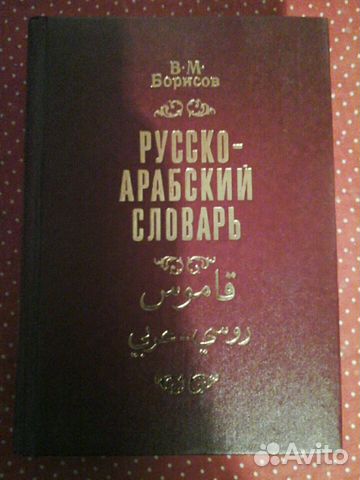 В·М·
Борисов
РУССКО-
АРАБСКИЙ
СЛОВАРЬ
قاموس
روسي-عربي
Avito